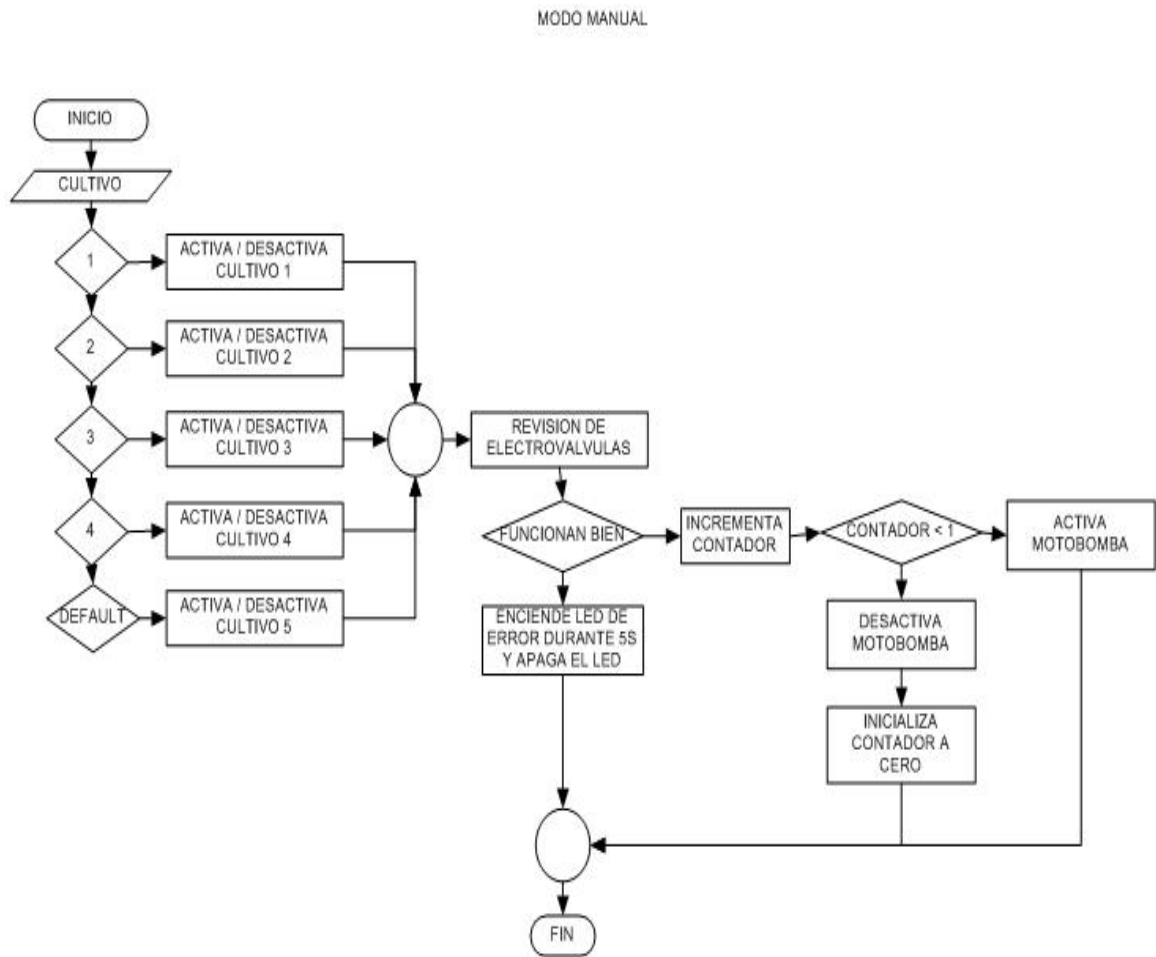 MODO MANUAL
INICIO
CULTIVO
1
ACTIVA / DESACTIVA
CULTIVO 1
2
ACTIVA / DESACTIVA
CULTIVO 2
3
ACTIVA / DESACTIVA
CULTIVO 3
4
ACTIVA / DESACTIVA
CULTIVO 4
DEFAULT
ACTIVA / DESACTIVA
CULTIVO 5
REVISION DE
ELECTROVALVULAS
FUNCIONAN BIEN
INCREMENTA
CONTADOR
CONTADOR < 1
ACTIVA
MOTOBOMBA
ENCIENDE LED DE
ERROR DURANTE 5S
Y APAGA EL LED
DESACTIVA
MOTOBOMBA
INICIALIZA
CONTADOR A
CERO
FIN